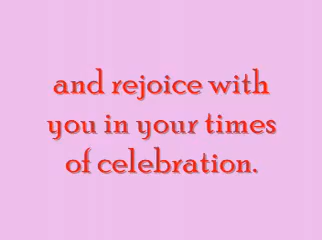 and rejoice with
you in your times
of celebration.